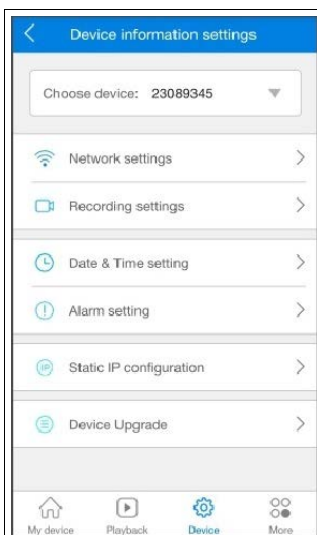 Device information settings
Choose device: 23089345
Network settings
Recording settings
Date & Time setting
Alarm setting
IP Static IP configuration
Device Upgrade
My device Playback Device More